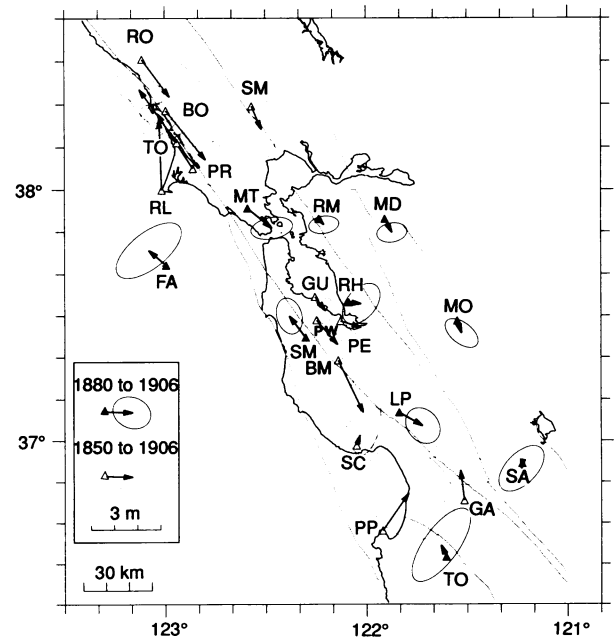 RO
SM
BO
TO
PR
38°
RL
MT
RM
MD
FA
GU
RH
MO
PW
SM
PE
BM
1880 to 1906
LP
1850 to 1906
37°
SC
SA
3 m
GA
PP
30 km
TO
123°
122°
121°